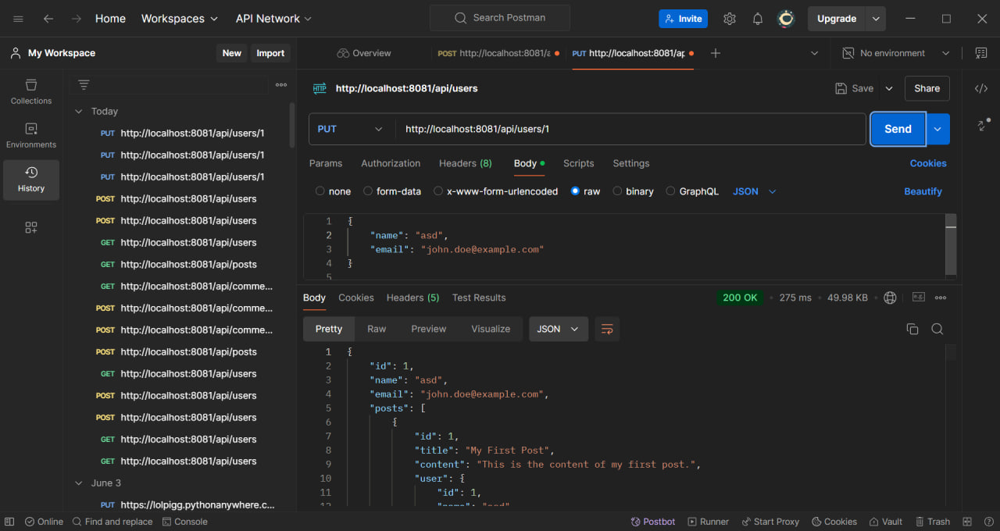 Home Workspaces API Network Search Postman Invite Upgrade
My Workspace New Import Overview POST http://localhost:8081/a PUT http://localhost:8081/ap No environment
Collections
Environments
History
Today
PUT http://localhost:8081/api/users/1
PUT http://localhost:8081/api/users/1
PUT http://localhost:8081/api/users/1
POST http://localhost:8081/api/users
POST http://localhost:8081/api/users
GET http://localhost:8081/api/users
GET http://localhost:8081/api/posts
GET http://localhost:8081/api/comme...
POST http://localhost:8081/api/comme...
POST http://localhost:8081/api/comme...
POST http://localhost:8081/api/posts
GET http://localhost:8081/api/users
POST http://localhost:8081/api/users
POST http://localhost:8081/api/users
GET http://localhost:8081/api/users
GET http://localhost:8081/api/users
June 3
PUT https://lolpigg.pythonanywhere.c...
HTTP http://localhost:8081/api/users Save Share
PUT http://localhost:8081/api/users/1 Send
Params Authorization Headers (8) Body Scripts Settings Cookies
none form-data x-www-form-urlencoded raw binary GraphQL JSON Beautify
1 {
2 "name": "asd",
3 "email": "john.doe@example.com"
4 }
5
Body Cookies Headers (5) Test Results 200 OK 275 ms 49.98 KB e.g.
Pretty Raw Preview Visualize JSON
1 {
2 "id": 1,
3 "name": "asd",
4 "email": "john.doe@example.com",
5 "posts": [
6 {
7 "id": 1,
8 "title": "My First Post",
9 "content": "This is the content of my first post.",
10 "user": {
11 "id": 1,
12 "name": "asd"
Online Find and replace Console Postbot Runner Start Proxy Cookies Vault Trash